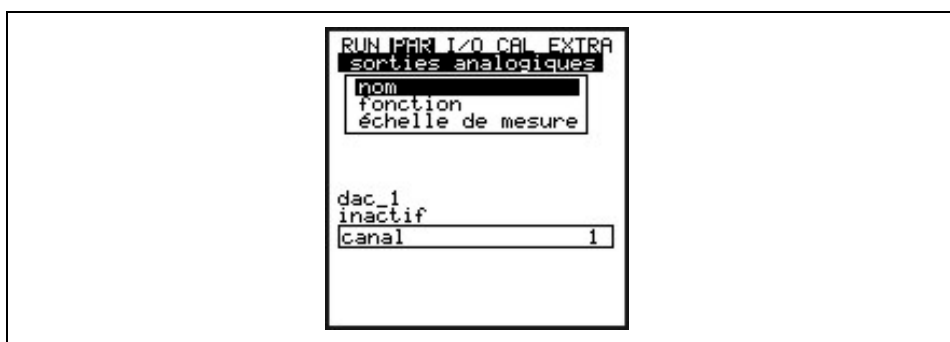 RUN PAR I/O CAL EXTRA
sorties analogiques
nom
fonction
échelle de mesure
dac_1
inactif
canal 1